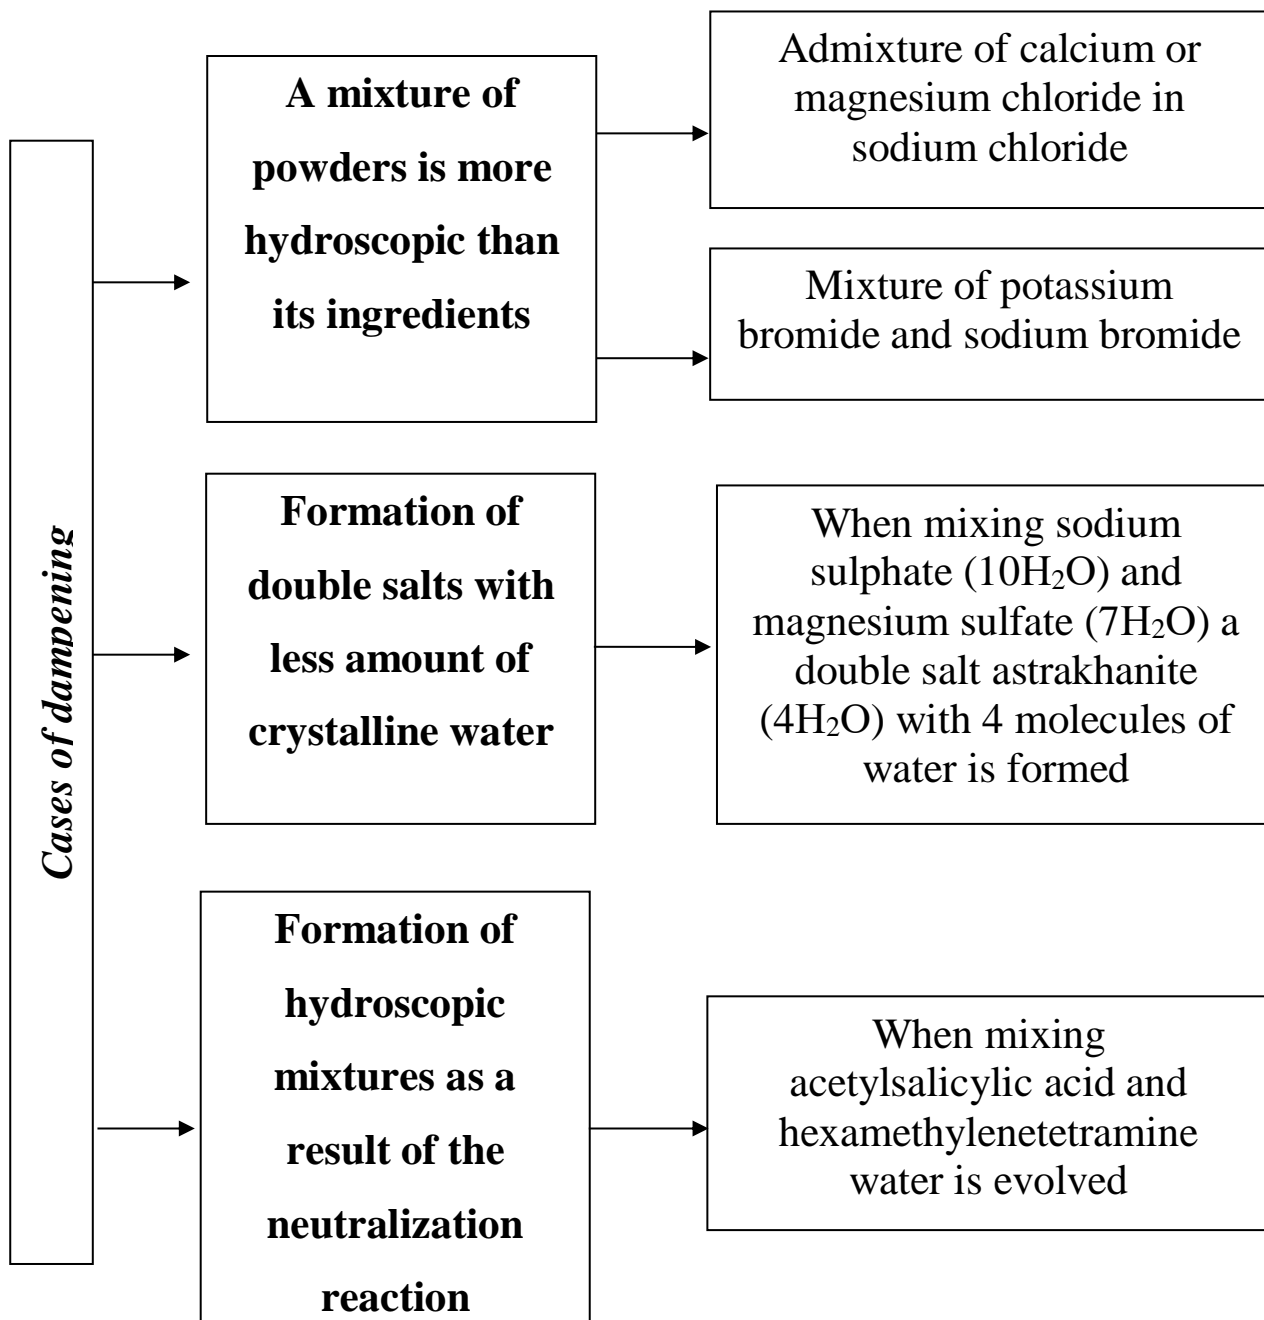 Cases of dampening
A mixture of
powders is more
hydroscopic than
its ingredients
Admixture of calcium or
magnesium chloride in
sodium chloride
Mixture of potassium
bromide and sodium bromide
Formation of
double salts with
less amount of
crystalline water
When mixing sodium
sulphate (10H₂O) and
magnesium sulfate (7H₂O) a
double salt astrakhanite
(4H₂O) with 4 molecules of
water is formed
Formation of
hydroscopic
mixtures as a
result of the
neutralization
reaction
When mixing
acetylsalicylic acid and
hexamethylenetetramine
water is evolved